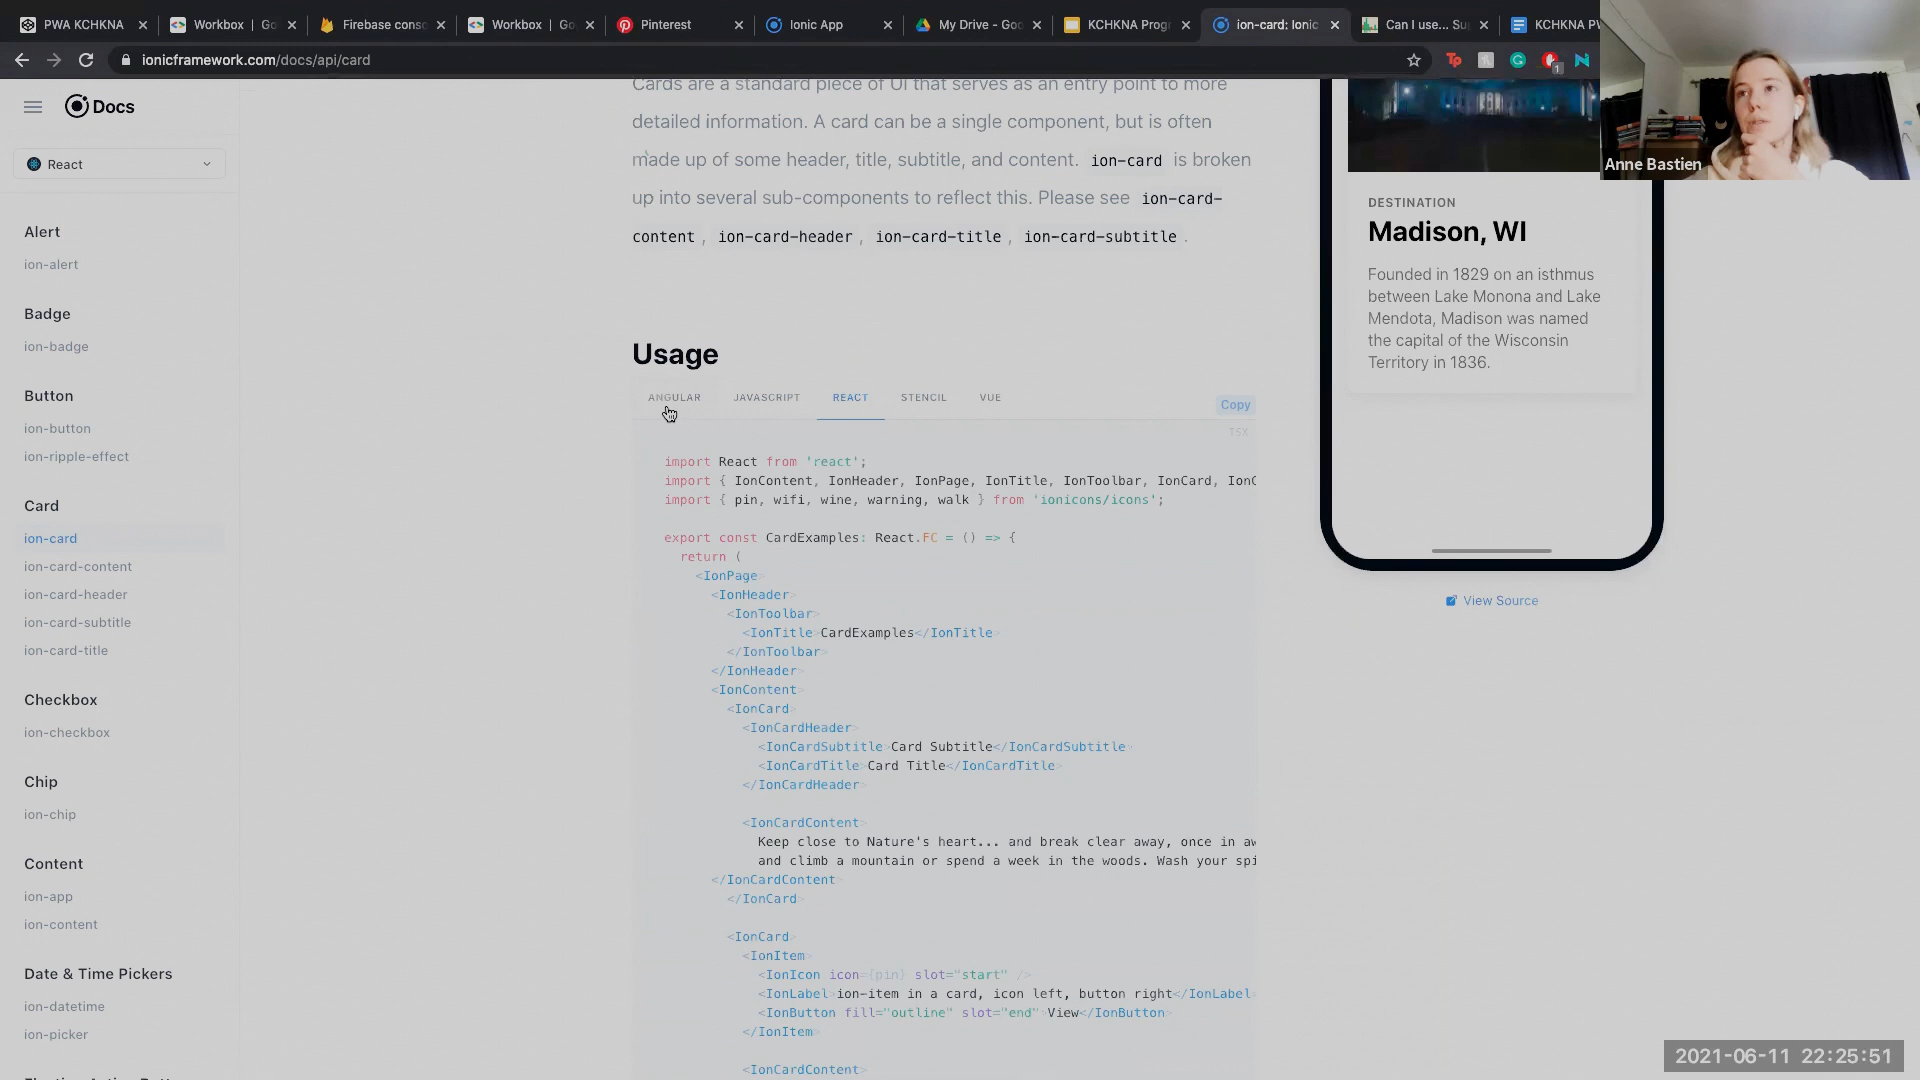 PWA KCHKNA
Workbox | Go
Firebase conso
Workbox | Go
Pinterest
Ionic App
My Drive - Goo
KCHKNA Prog
ion-card: Ionic
Can I use... Su
KCHKNA PW
ionicframework.com/docs/api/card
Anne Bastien
Docs
React
Alert
ion-alert
Badge
ion-badge
Button
ion-button
ion-ripple-effect
Card
ion-card
ion-card-content
ion-card-header
ion-card-subtitle
ion-card-title
Checkbox
ion-checkbox
Chip
ion-chip
Content
ion-app
ion-content
Date & Time Pickers
ion-datetime
ion-picker
Cards are a standard piece of UI that serves as an entry point to more
detailed information. A card can be a single component, but is often
made up of some header, title, subtitle, and content. ion-card is broken
up into several sub-components to reflect this. Please see ion-card-
content , ion-card-header , ion-card-title , ion-card-subtitle .
Usage
ANGULAR JAVASCRIPT REACT STENCIL VUE
Copy
TSX
import React from 'react';
import { IonContent, IonHeader, IonPage, IonTitle, IonToolbar, IonCard, IonC
import { pin, wifi, wine, warning, walk } from 'ionicons/icons';
export const CardExamples: React.FC = () => {
return (
<IonPage>
<IonHeader>
<IonToolbar>
<IonTitle>CardExamples</IonTitle>
</IonToolbar>
</IonHeader>
<IonContent>
<IonCard>
<IonCardHeader>
<IonCardSubtitle>Card Subtitle</IonCardSubtitle>
<IonCardTitle>Card Title</IonCardTitle>
</IonCardHeader>
<IonCardContent>
Keep close to Nature's heart... and break clear away, once in aw
and climb a mountain or spend a week in the woods. Wash your spi
</IonCardContent>
</IonCard>
<IonCard>
<IonItem>
<IonIcon icon={pin} slot="start" />
<IonLabel>ion-item in a card, icon left, button right</IonLabel>
<IonButton fill="outline" slot="end">View</IonButton>
</IonItem>
<IonCardContent>
DESTINATION
Madison, WI
Founded in 1829 on an isthmus
between Lake Monona and Lake
Mendota, Madison was named
the capital of the Wisconsin
Territory in 1836.
View Source
2021-06-11 22:25:51